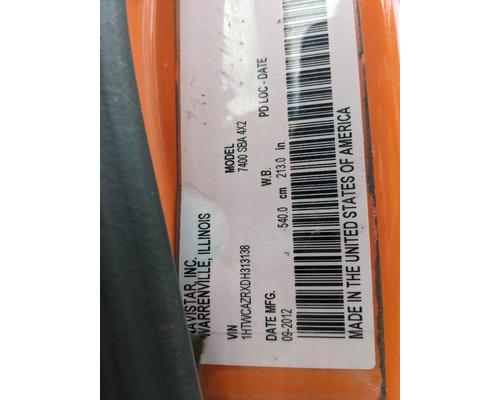 NAVISTAR, INC.
WARRENVILLE, ILLINOIS
VIN
1HTWCAZRXDH313138
MODEL
7400 SBA 4X2
DATE MFG.
09-2012
W.B.
540.0 cm 213.0 in
PD LOC - DATE
MADE IN THE UNITED STATES OF AMERICA